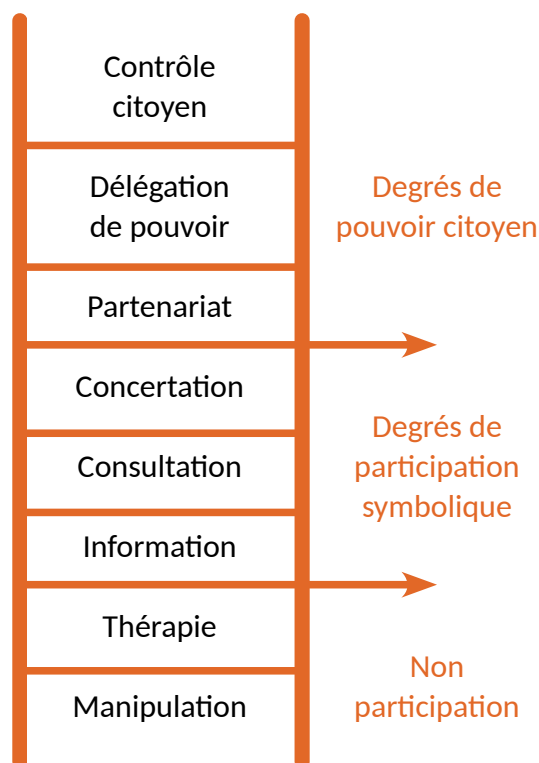 Contrôle
citoyen
Délégation
de pouvoir
Degrés de
pouvoir citoyen
Partenariat
Concertation
Consultation
Information
Degrés de
participation
symbolique
Thérapie
Manipulation
Non
participation